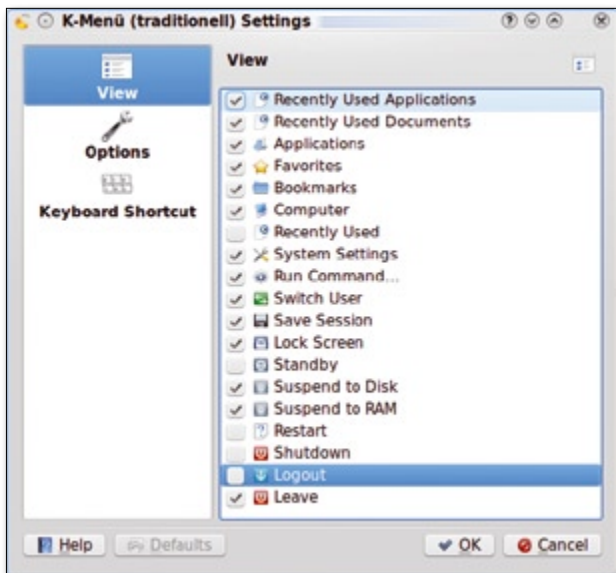 K-Menü (traditionell) Settings
View
Options
Keyboard Shortcut
View
Recently Used Applications
Recently Used Documents
Applications
Favorites
Bookmarks
Computer
Recently Used
System Settings
Run Command...
Switch User
Save Session
Lock Screen
Standby
Suspend to Disk
Suspend to RAM
Restart
Shutdown
Logout
Leave
Help
Defaults
OK
Cancel